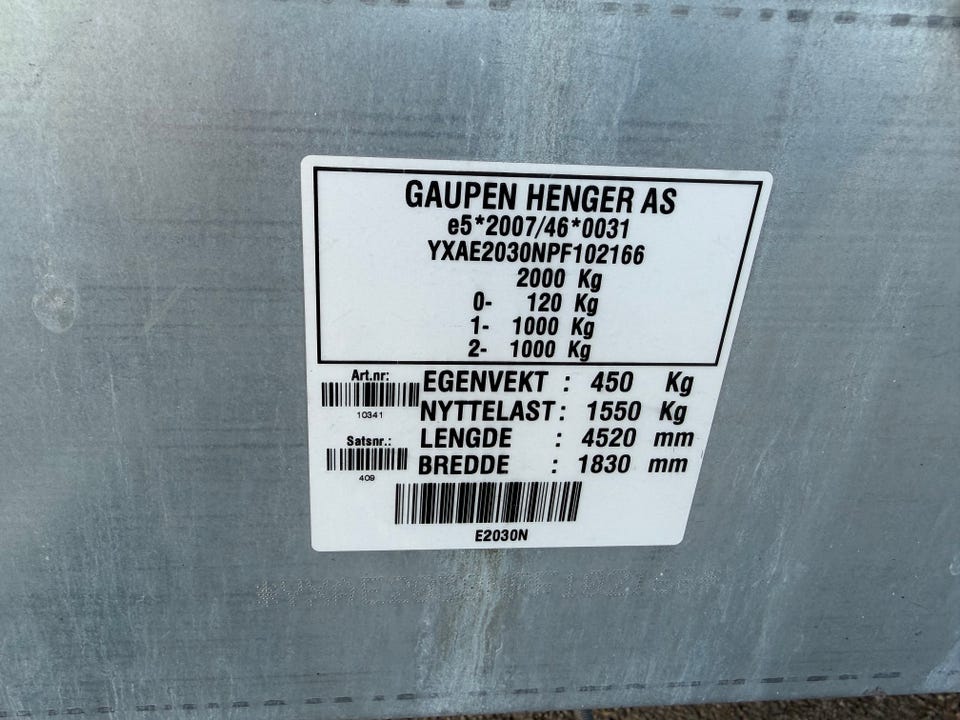 GAUPEN HENGER AS
e5*2007/46*0031
YXAE2030NPF102166
2000 Kg
0- 120 Kg
1- 1000 Kg
2- 1000 Kg
Art.nr:
10341
EGENVEKT : 450 Kg
NYTTELAST : 1550 Kg
LENGDE : 4520 mm
Satsnr.:
409
BREDDE : 1830 mm
E2030N